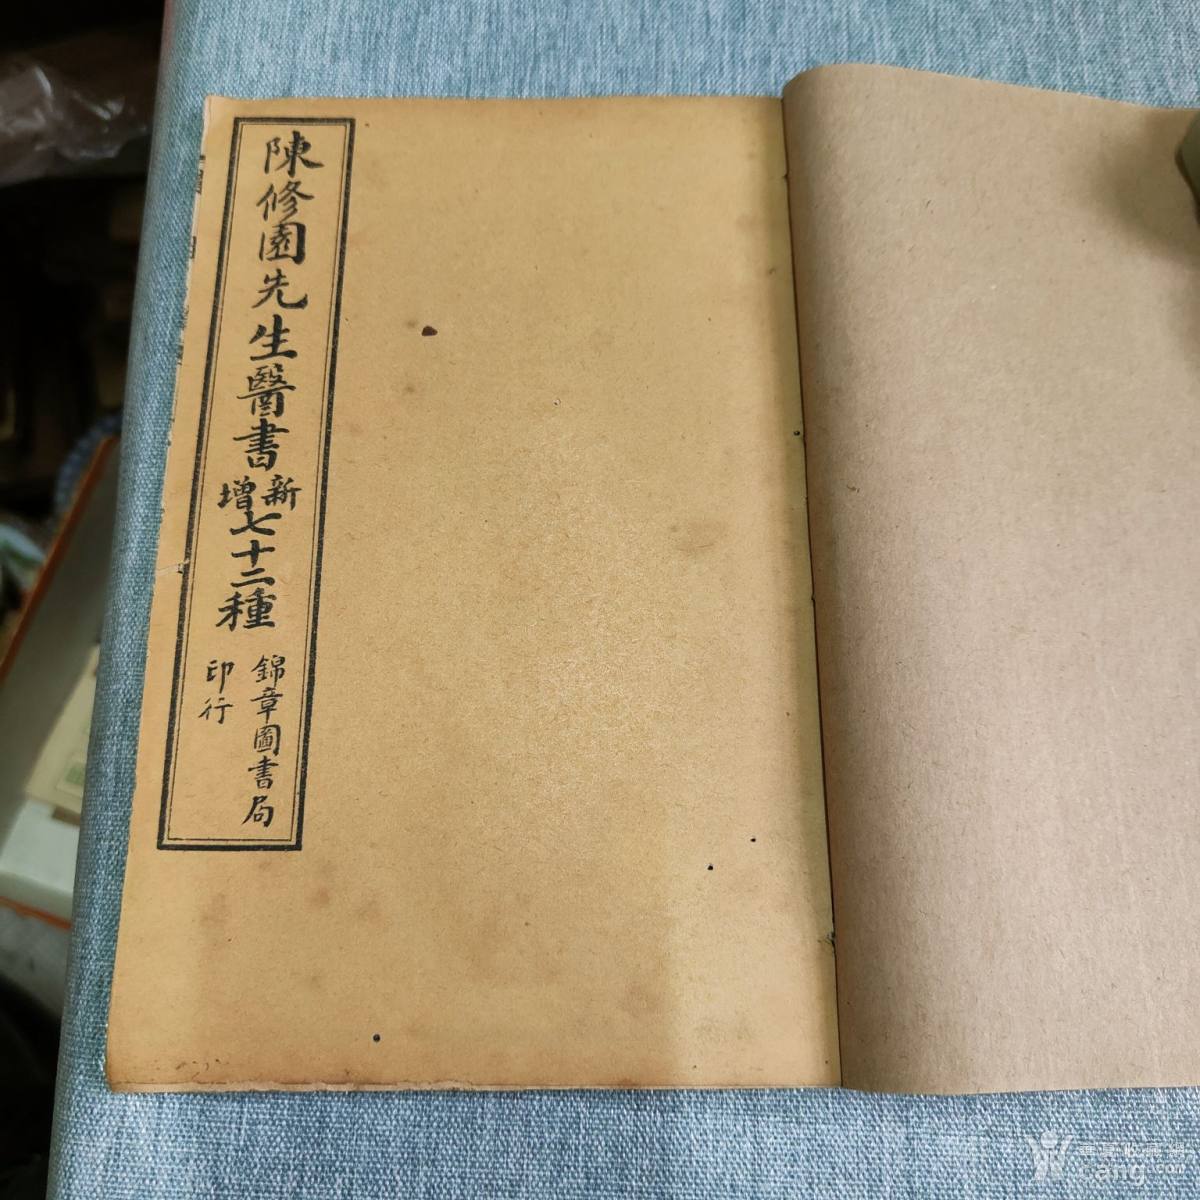 陳修園先生醫書新增七十二種
錦章圖書局
印行